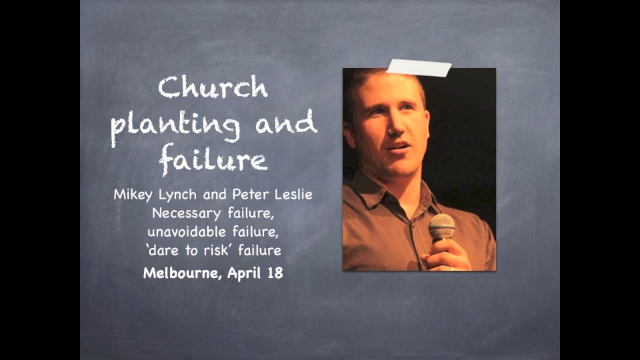 Church
planting and
failure
Mikey Lynch and Peter Leslie
Necessary failure,
unavoidable failure,
‘dare to risk’ failure
Melbourne, April 18